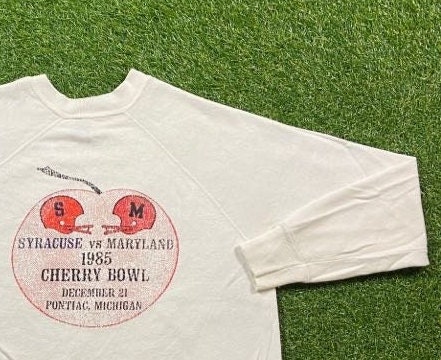 S M
SYRACUSE vs MARYLAND
1985
CHERRY BOWL
DECEMBER 21
PONTIAC, MICHIGAN